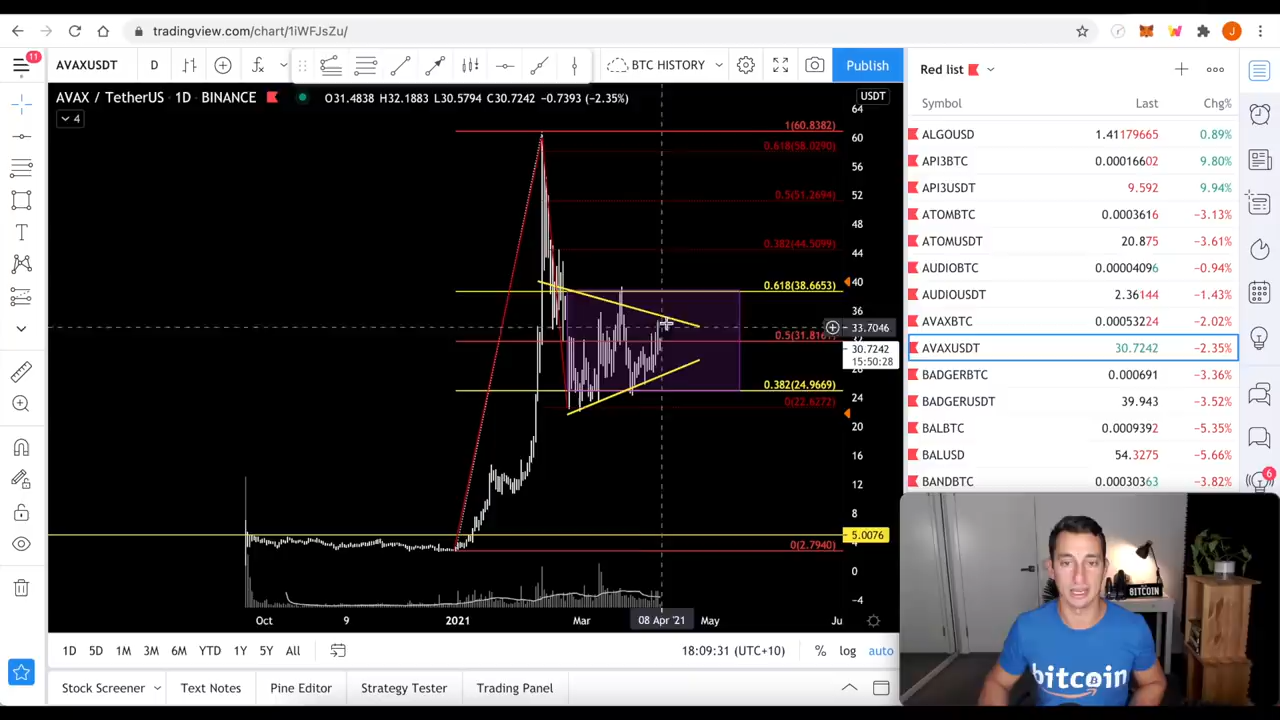 tradingview.com/chart/1iWFJsZu/
J
11
AVAXUSDT
D
BTC HISTORY
Publish
AVAX / TetherUS · 1D · BINANCE
O31.4838 H32.1883 L30.5794 C30.7242 −0.7393 (−2.35%)
4
USDT
64
60
56
52
48
44
40
36
28
24
20
16
12
8
4
0
−4
1(60.8382)
0.618(58.0290)
0.5(51.2694)
0.382(44.5099)
0.618(38.6653)
33.7046
30.7242
15:50:28
0.382(24.9669)
0(22.6272)
5.0076
0(2.7940)
Oct
9
2021
Mar
08 Apr '21
May
Ju
1D
5D
1M
3M
6M
YTD
1Y
5Y
All
18:09:31 (UTC+10)
%
log
auto
Stock Screener
Text Notes
Pine Editor
Strategy Tester
Trading Panel
Red list
Symbol Last Chg%
ALGOUSD 1.41179665 0.89%
API3BTC 0.00016602 9.80%
API3USDT 9.592 9.94%
ATOMBTC 0.0003616 −3.13%
ATOMUSDT 20.875 −3.61%
AUDIOBTC 0.00004096 −0.94%
AUDIOUSDT 2.36144 −1.43%
AVAXBTC 0.00053224 −2.02%
AVAXUSDT 30.7242 −2.35%
BADGERBTC 0.000691 −3.36%
BADGERUSDT 39.943 −3.52%
BALBTC 0.0009392 −5.35%
BALUSD 54.3275 −5.66%
BANDBTC 0.00030363 −3.82%
6
BITCOIN
bitcoin